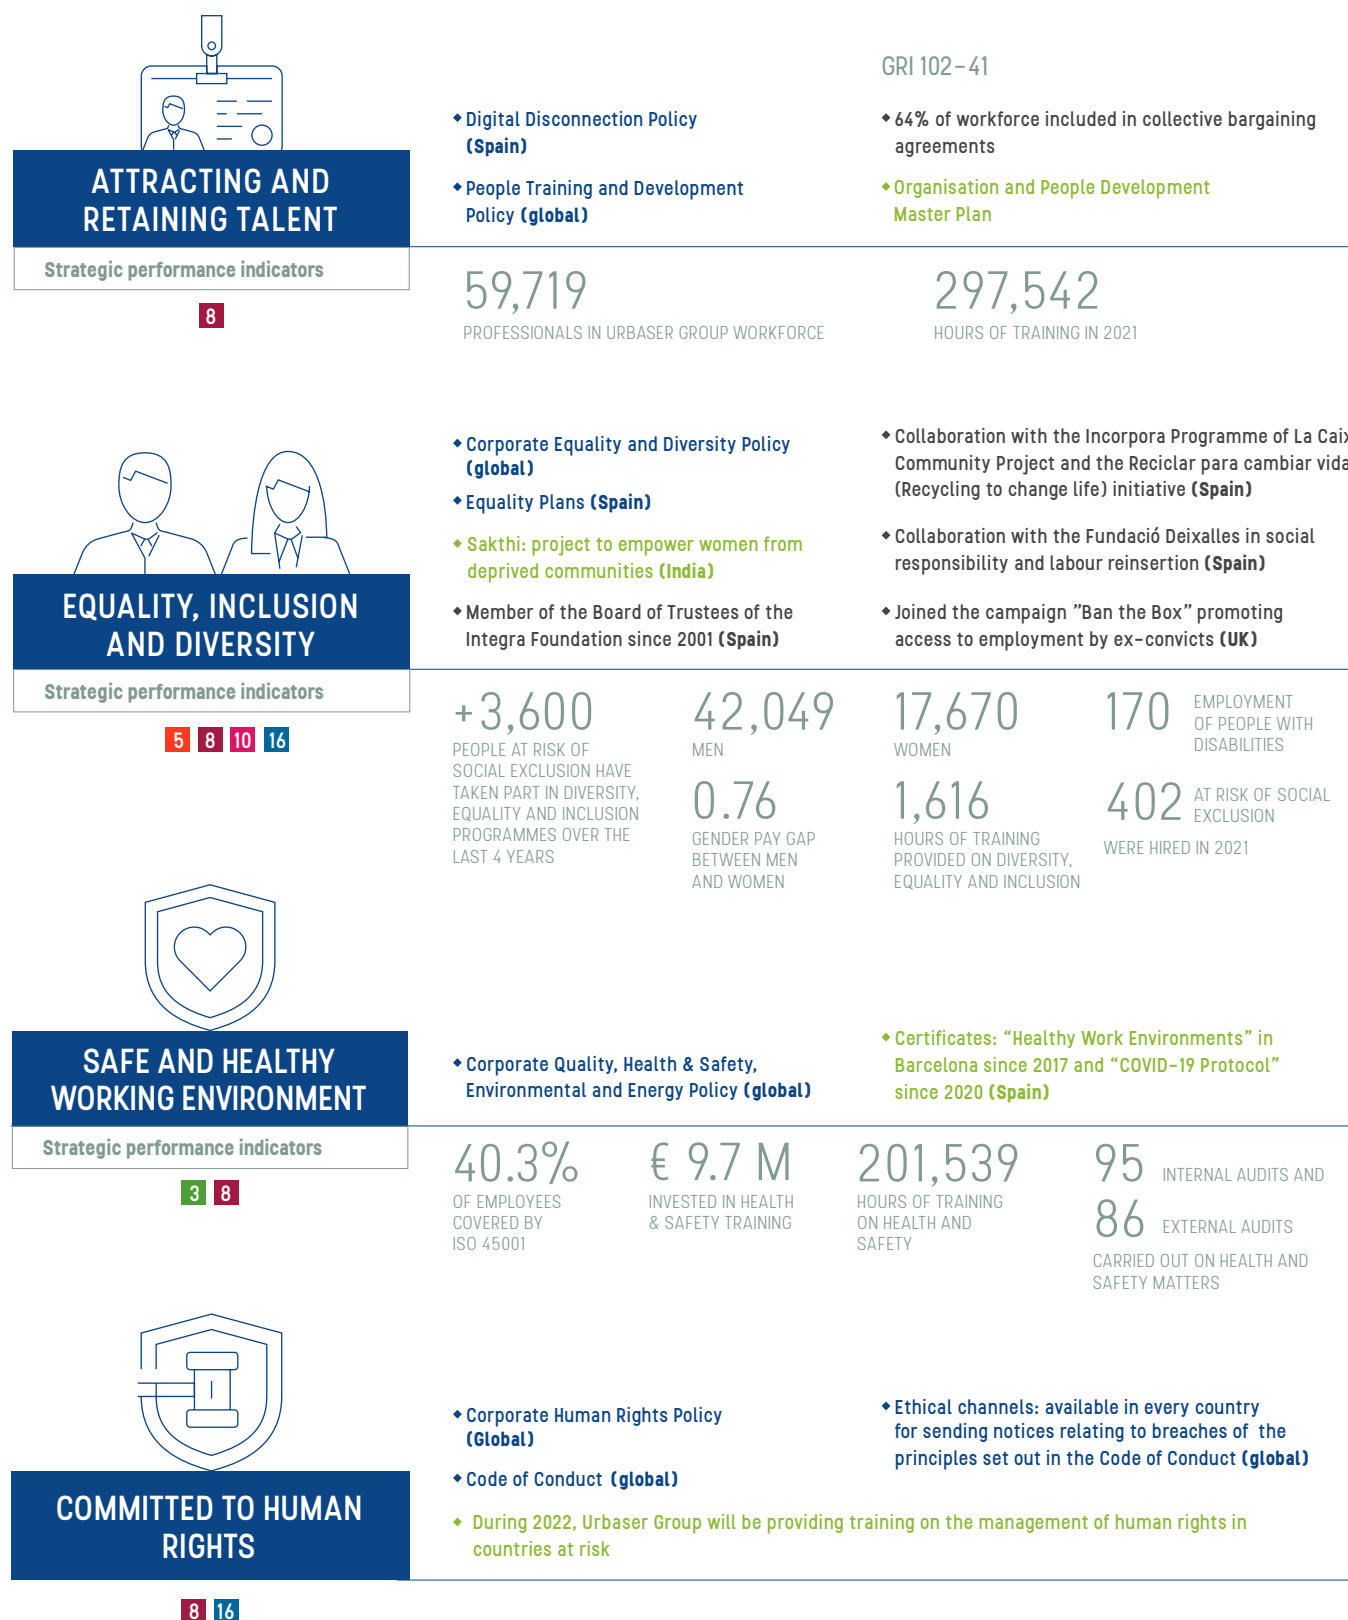 ATTRACTING AND
RETAINING TALENT
Strategic performance indicators
8
Digital Disconnection Policy
(Spain)
People Training and Development
Policy (global)
GRI 102-41
64% of workforce included in collective bargaining
agreements
Organisation and People Development
Master Plan
59,719
PROFESSIONALS IN URBASER GROUP WORKFORCE
297,542
HOURS OF TRAINING IN 2021
EQUALITY, INCLUSION
AND DIVERSITY
Strategic performance indicators
5 8 10 16
Corporate Equality and Diversity Policy
(global)
Equality Plans (Spain)
Sakthi: project to empower women from
deprived communities (India)
Member of the Board of Trustees of the
Integra Foundation since 2001 (Spain)
Collaboration with the Incorpora Programme of La Caix
Community Project and the Reciclar para cambiar vida
(Recycling to change life) initiative (Spain)
Collaboration with the Fundació Deixalles in social
responsibility and labour reinsertion (Spain)
Joined the campaign "Ban the Box" promoting
access to employment by ex-convicts (UK)
+3,600
PEOPLE AT RISK OF
SOCIAL EXCLUSION HAVE
TAKEN PART IN DIVERSITY,
EQUALITY AND INCLUSION
PROGRAMMES OVER THE
LAST 4 YEARS
42,049
MEN
0.76
GENDER PAY GAP
BETWEEN MEN
AND WOMEN
17,670
WOMEN
1,616
HOURS OF TRAINING
PROVIDED ON DIVERSITY,
EQUALITY AND INCLUSION
170
EMPLOYMENT
OF PEOPLE WITH
DISABILITIES
402
AT RISK OF SOCIAL
EXCLUSION
WERE HIRED IN 2021
SAFE AND HEALTHY
WORKING ENVIRONMENT
Strategic performance indicators
3 8
Corporate Quality, Health & Safety,
Environmental and Energy Policy (global)
Certificates: “Healthy Work Environments” in
Barcelona since 2017 and “COVID-19 Protocol”
since 2020 (Spain)
40.3%
OF EMPLOYEES
COVERED BY
ISO 45001
€ 9.7 M
INVESTED IN HEALTH
& SAFETY TRAINING
201,539
HOURS OF TRAINING
ON HEALTH AND
SAFETY
95 INTERNAL AUDITS AND
86 EXTERNAL AUDITS
CARRIED OUT ON HEALTH AND
SAFETY MATTERS
COMMITTED TO HUMAN
RIGHTS
8 16
Corporate Human Rights Policy
(Global)
Code of Conduct (global)
Ethical channels: available in every country
for sending notices relating to breaches of the
principles set out in the Code of Conduct (global)
During 2022, Urbaser Group will be providing training on the management of human rights in
countries at risk